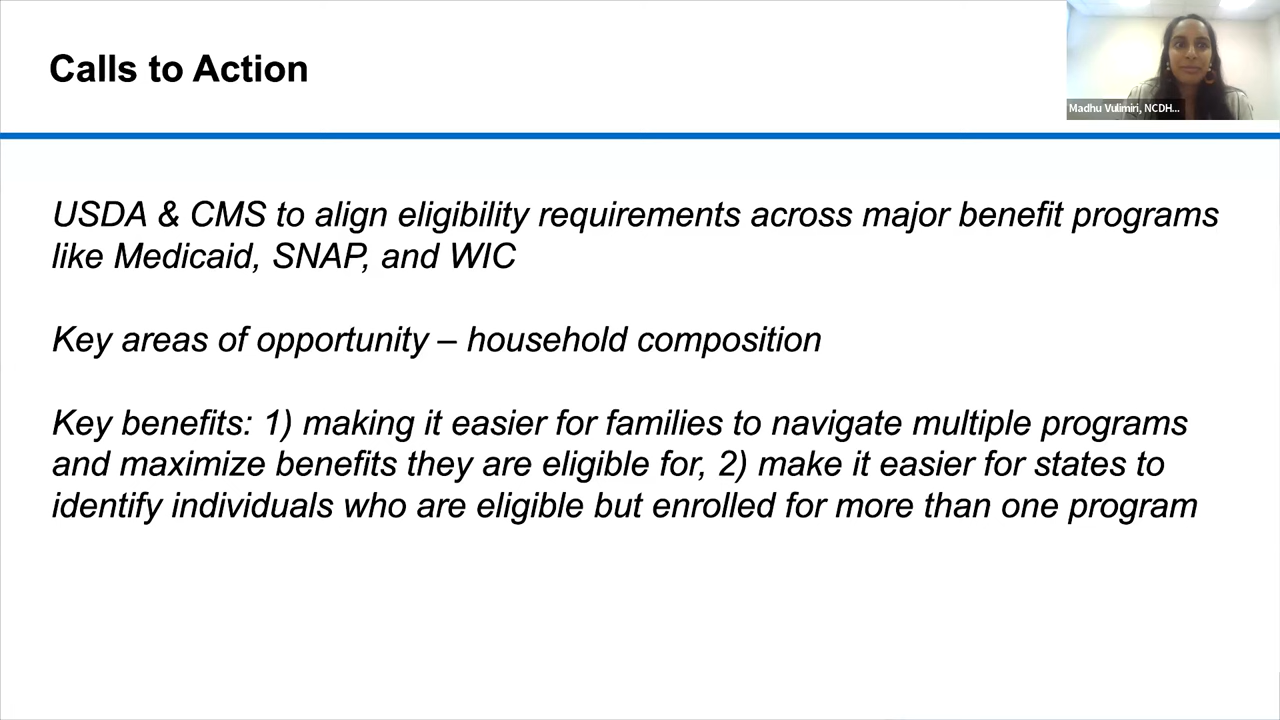 Calls to Action
Madhu Vulimiri, NCDH...
USDA & CMS to align eligibility requirements across major benefit programs
like Medicaid, SNAP, and WIC
Key areas of opportunity – household composition
Key benefits: 1) making it easier for families to navigate multiple programs
and maximize benefits they are eligible for, 2) make it easier for states to
identify individuals who are eligible but enrolled for more than one program